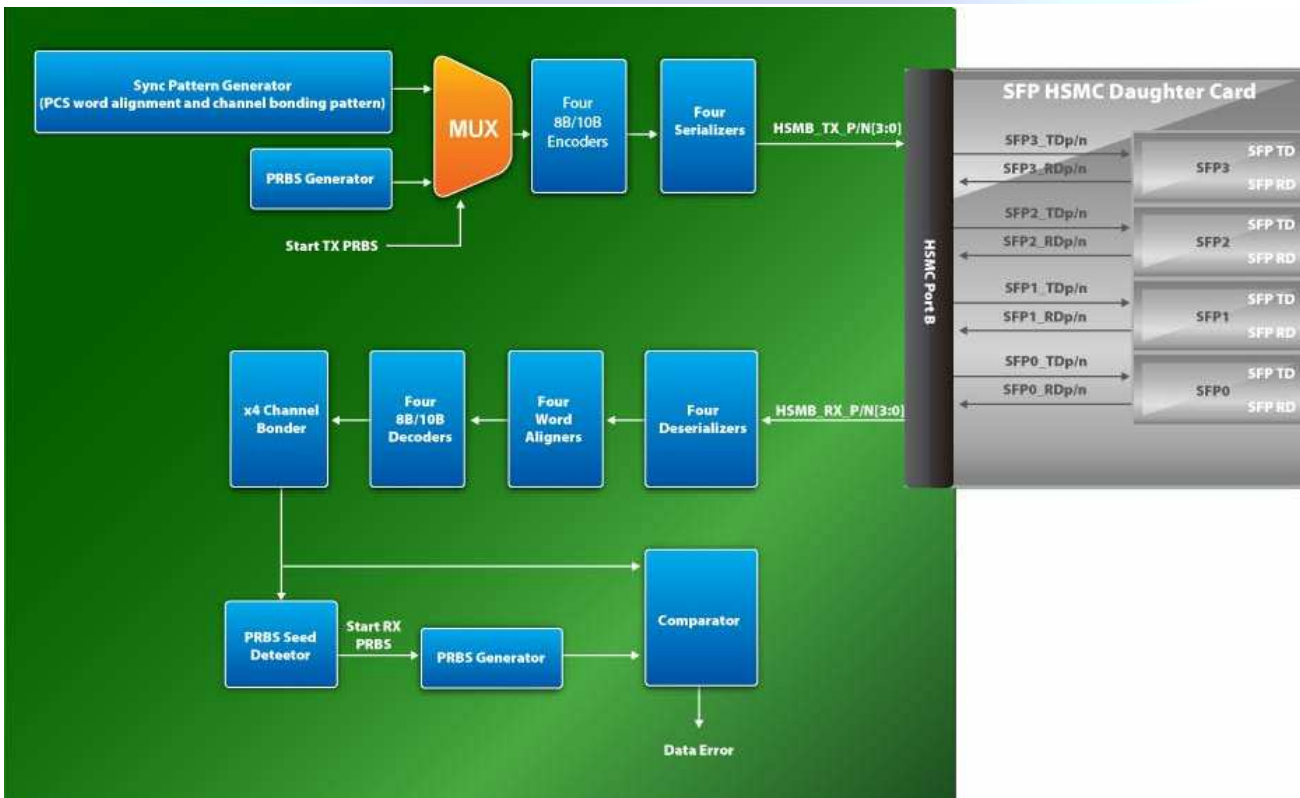 Sync Pattern Generator
(PCS word alignment and channel bonding pattern)
PRBS Generator
MUX
Start TX PRBS
Four
8B/10B
Encoders
Four
Serializers
HSMB_TX_P/N[3:0]
HSMC Port B
SFP HSMC Daughter Card
SFP3_TDp/n
SFP3_RDp/n
SFP3
SFP TD
SFP RD
SFP2_TDp/n
SFP2_RDp/n
SFP2
SFP TD
SFP RD
SFP1_TDp/n
SFP1_RDp/n
SFP1
SFP TD
SFP RD
SFP0_TDp/n
SFP0_RDp/n
SFP0
SFP TD
SFP RD
x4 Channel
Bonder
Four
8B/10B
Decoders
Four
Word
Aligners
Four
Deserializers
HSMB_RX_P/N[3:0]
PRBS Seed
Deteetor
Start RX
PRBS
PRBS Generator
Comparator
Data Error